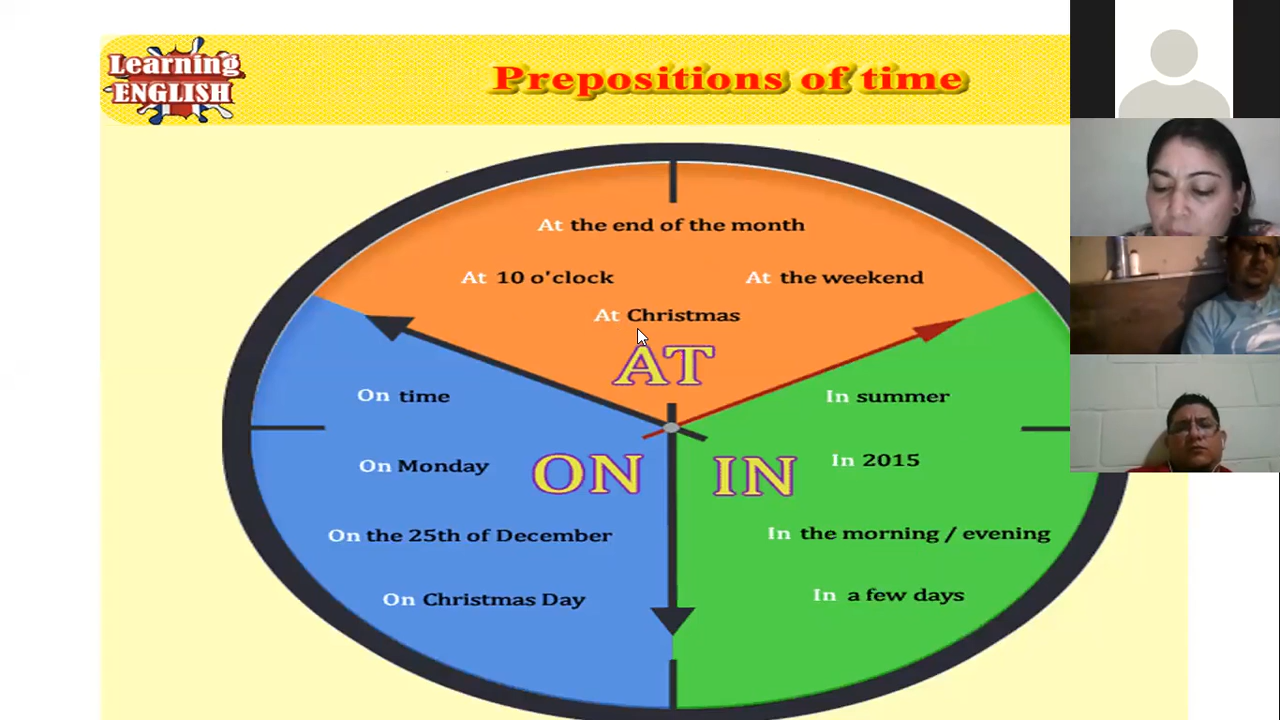 Learning
ENGLISH
Prepositions of time
At the end of the month
At 10 o'clock
At the weekend
At Christmas
AT
On time
On Monday
On the 25th of December
On Christmas Day
ON
IN
In summer
In 2015
In the morning / evening
In a few days